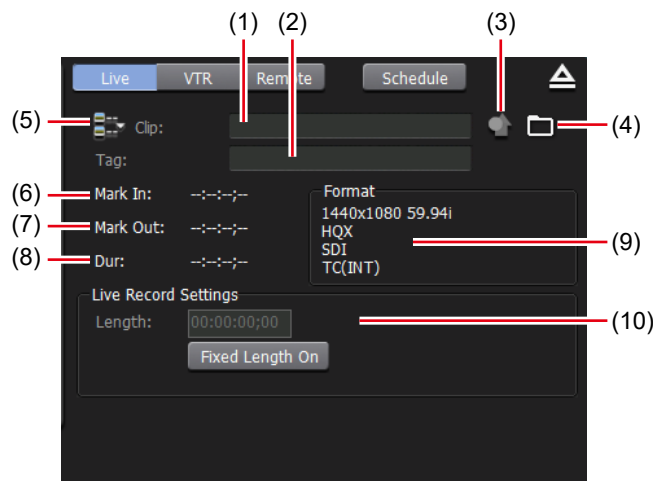 (1) (2) (3)
Live VTR Remote Schedule
(5) Clip: (4)
Tag:
(6) Mark In: --:--:--;-- Format
1440x1080 59.94i
(7) Mark Out: --:--:--;-- HQX
SDI (9)
(8) Dur: --:--:--;-- TC(INT)
Live Record Settings
Length: 00:00:00;00 (10)
Fixed Length On